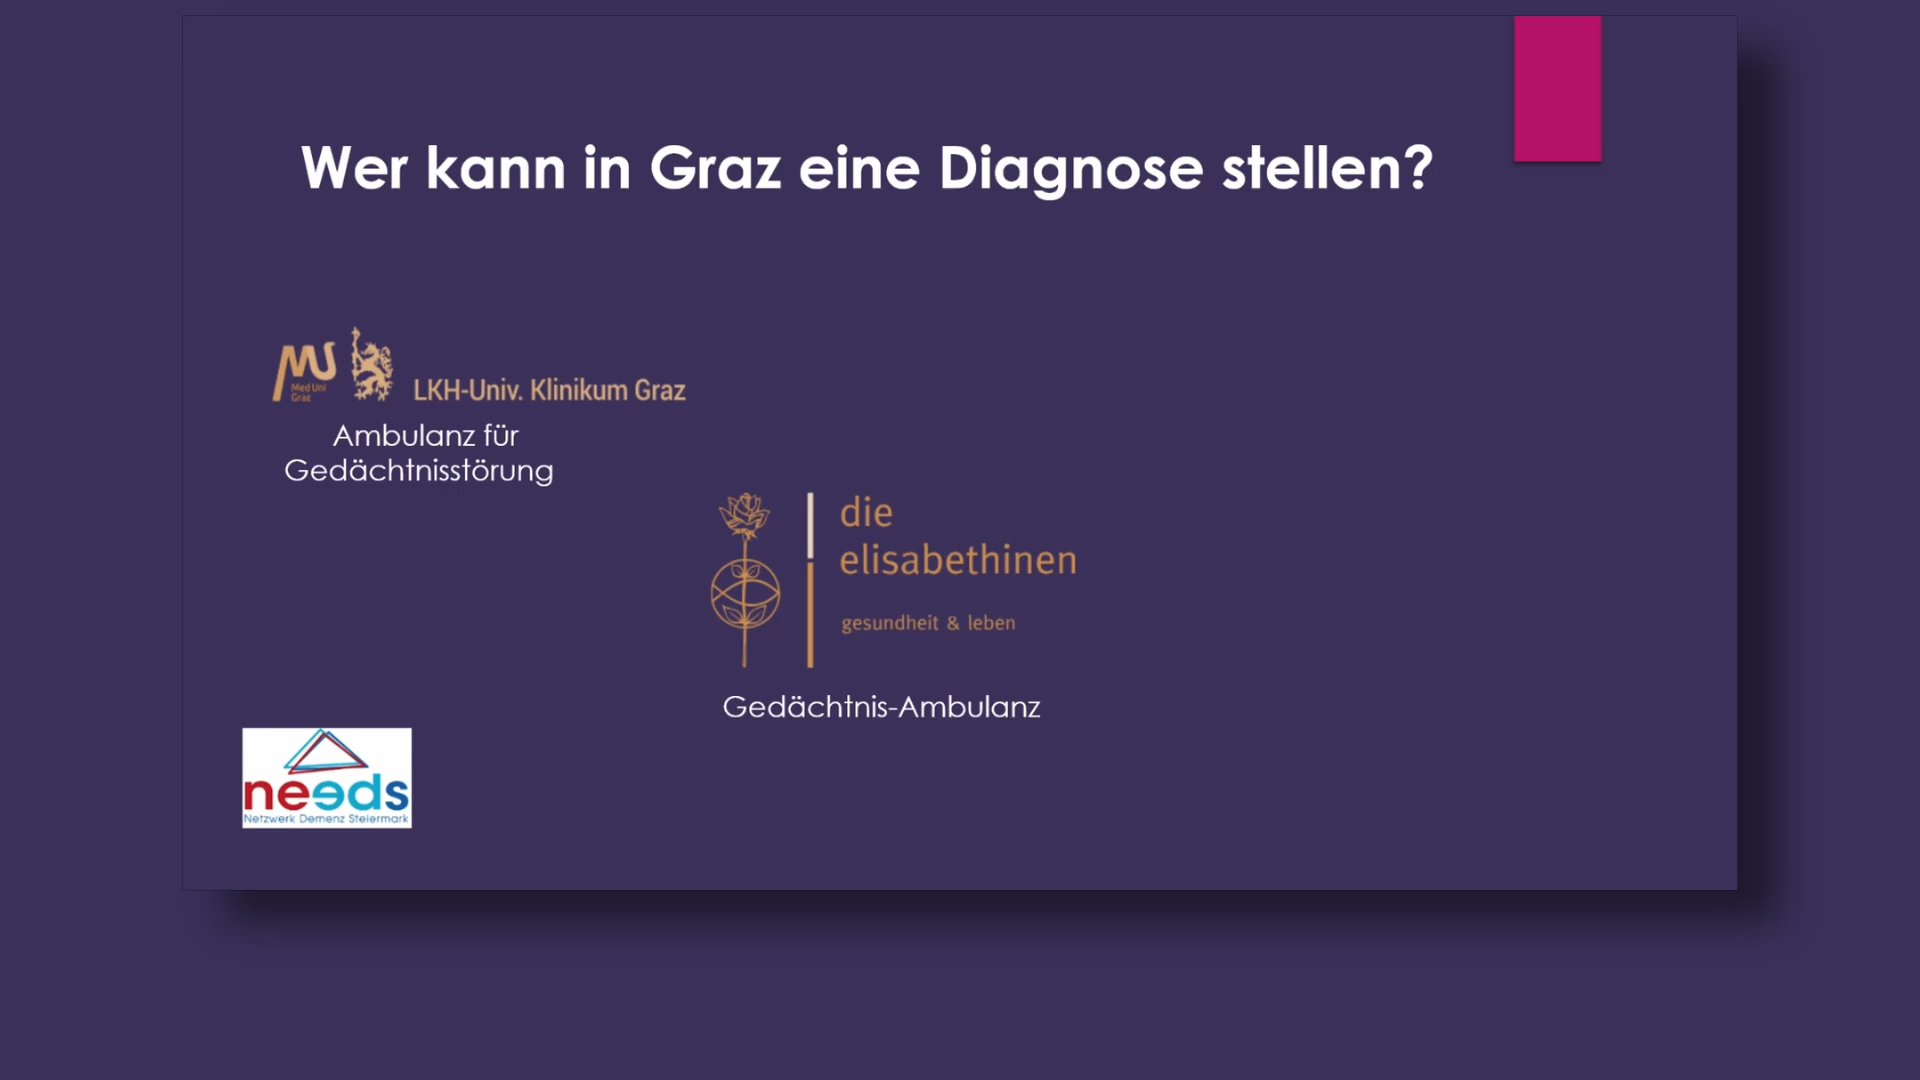 Wer kann in Graz eine Diagnose stellen?
Med Uni
Graz
LKH-Univ. Klinikum Graz
Ambulanz für
Gedächtnisstörung
die
elisabethinen
gesundheit & leben
Gedächtnis-Ambulanz
needs
Netzwerk Demenz Steiermark